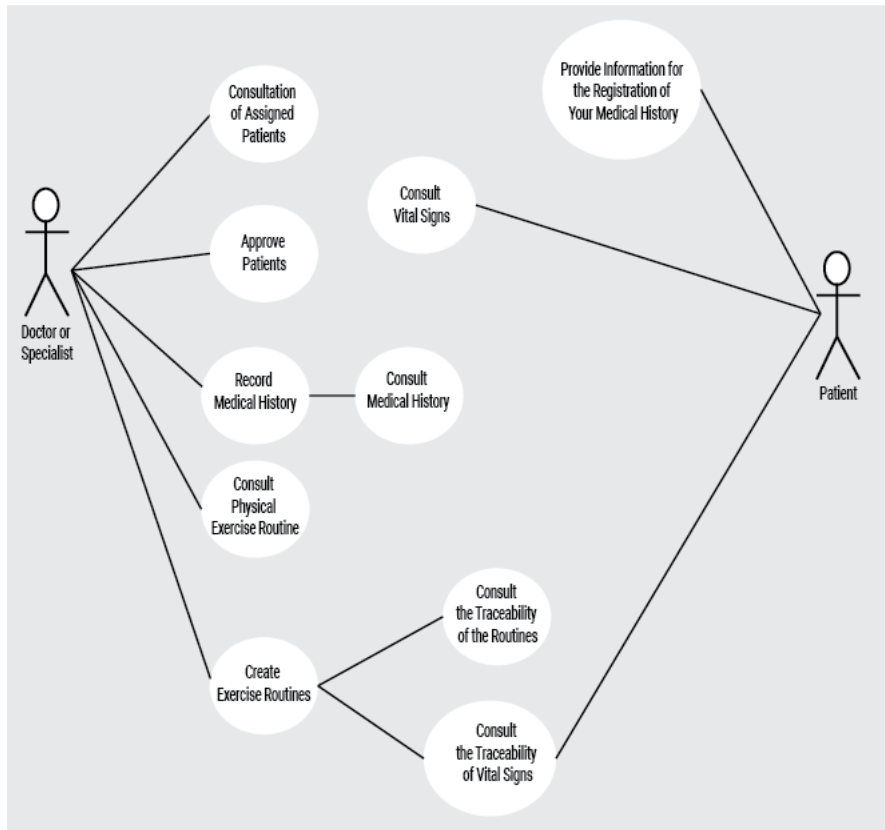 Provide Information for
the Registration of
Your Medical History
Consultation
of Assigned
Patients
Consult
Vital Signs
Approve
Patients
Doctor or
Specialist
Patient
Record
Medical History
Consult
Medical History
Consult
Physical
Exercise Routine
Consult
the Traceability
of the Routines
Create
Exercise Routines
Consult
the Traceability
of Vital Signs